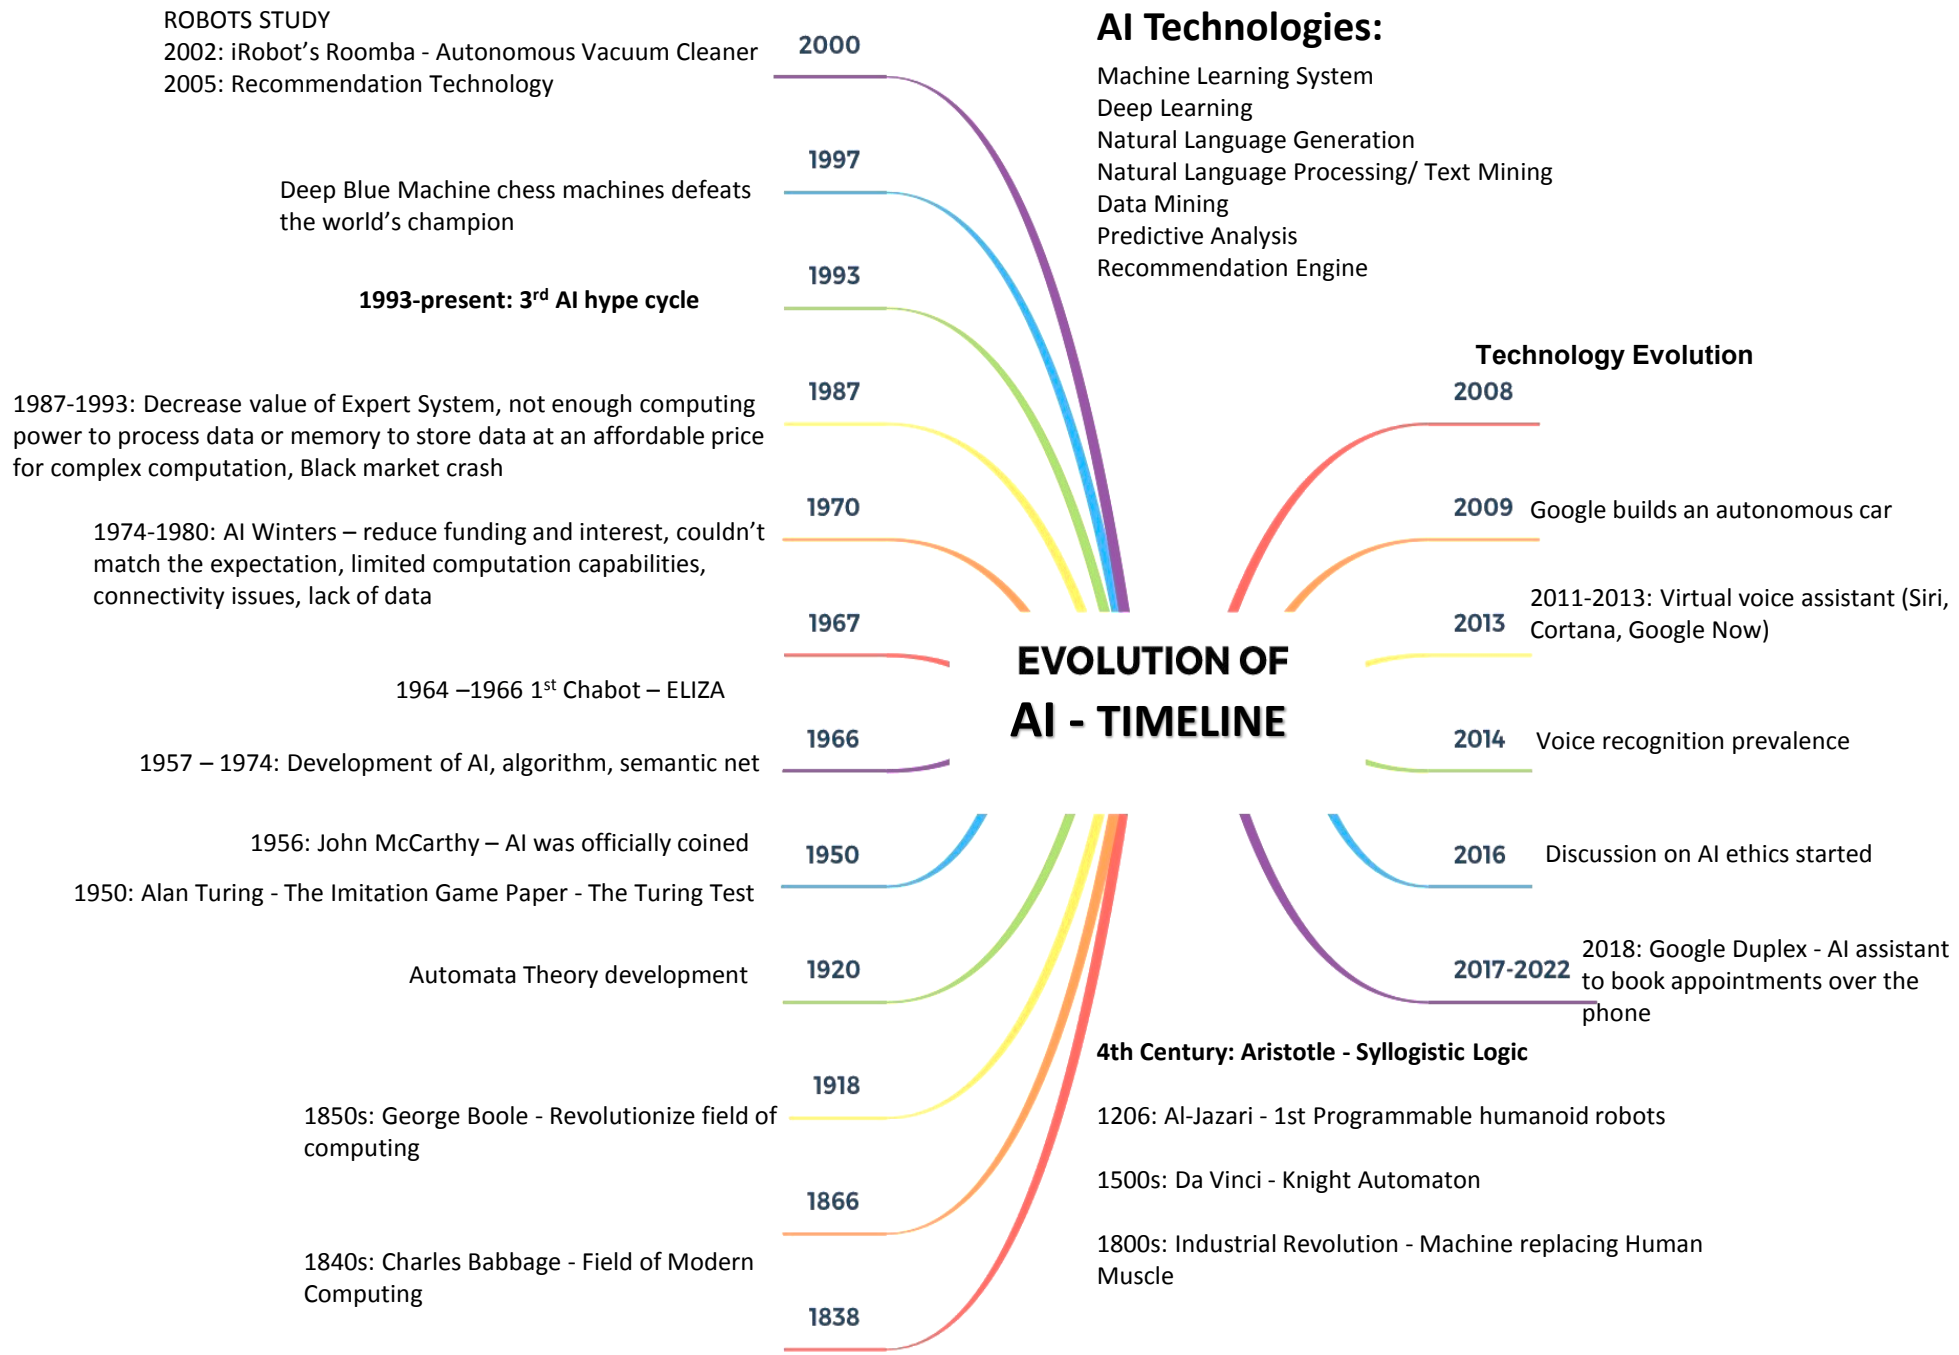 ROBOTS STUDY
2002: iRobot's Roomba - Autonomous Vacuum Cleaner
2005: Recommendation Technology
2000
1997
Deep Blue Machine chess machines defeats
the world's champion
1993
1993-present: 3rd AI hype cycle
1987
1987-1993: Decrease value of Expert System, not enough computing
power to process data or memory to store data at an affordable price
for complex computation, Black market crash
1970
1974-1980: AI Winters – reduce funding and interest, couldn't
match the expectation, limited computation capabilities,
connectivity issues, lack of data
1967
1964 –1966 1st Chabot – ELIZA
1966
1957 – 1974: Development of AI, algorithm, semantic net
1956: John McCarthy – AI was officially coined
1950
1950: Alan Turing - The Imitation Game Paper - The Turing Test
Automata Theory development
1920
1918
1850s: George Boole - Revolutionize field of
computing
1866
1840s: Charles Babbage - Field of Modern
Computing
1838
EVOLUTION OF
AI - TIMELINE
AI Technologies:
Machine Learning System
Deep Learning
Natural Language Generation
Natural Language Processing/ Text Mining
Data Mining
Predictive Analysis
Recommendation Engine
Technology Evolution
2008
2009 Google builds an autonomous car
2011-2013: Virtual voice assistant (Siri,
Cortana, Google Now)
2013
2014 Voice recognition prevalence
2016 Discussion on AI ethics started
2017-2022
2018: Google Duplex - AI assistant
to book appointments over the
phone
4th Century: Aristotle - Syllogistic Logic
1206: Al-Jazari - 1st Programmable humanoid robots
1500s: Da Vinci - Knight Automaton
1800s: Industrial Revolution - Machine replacing Human
Muscle